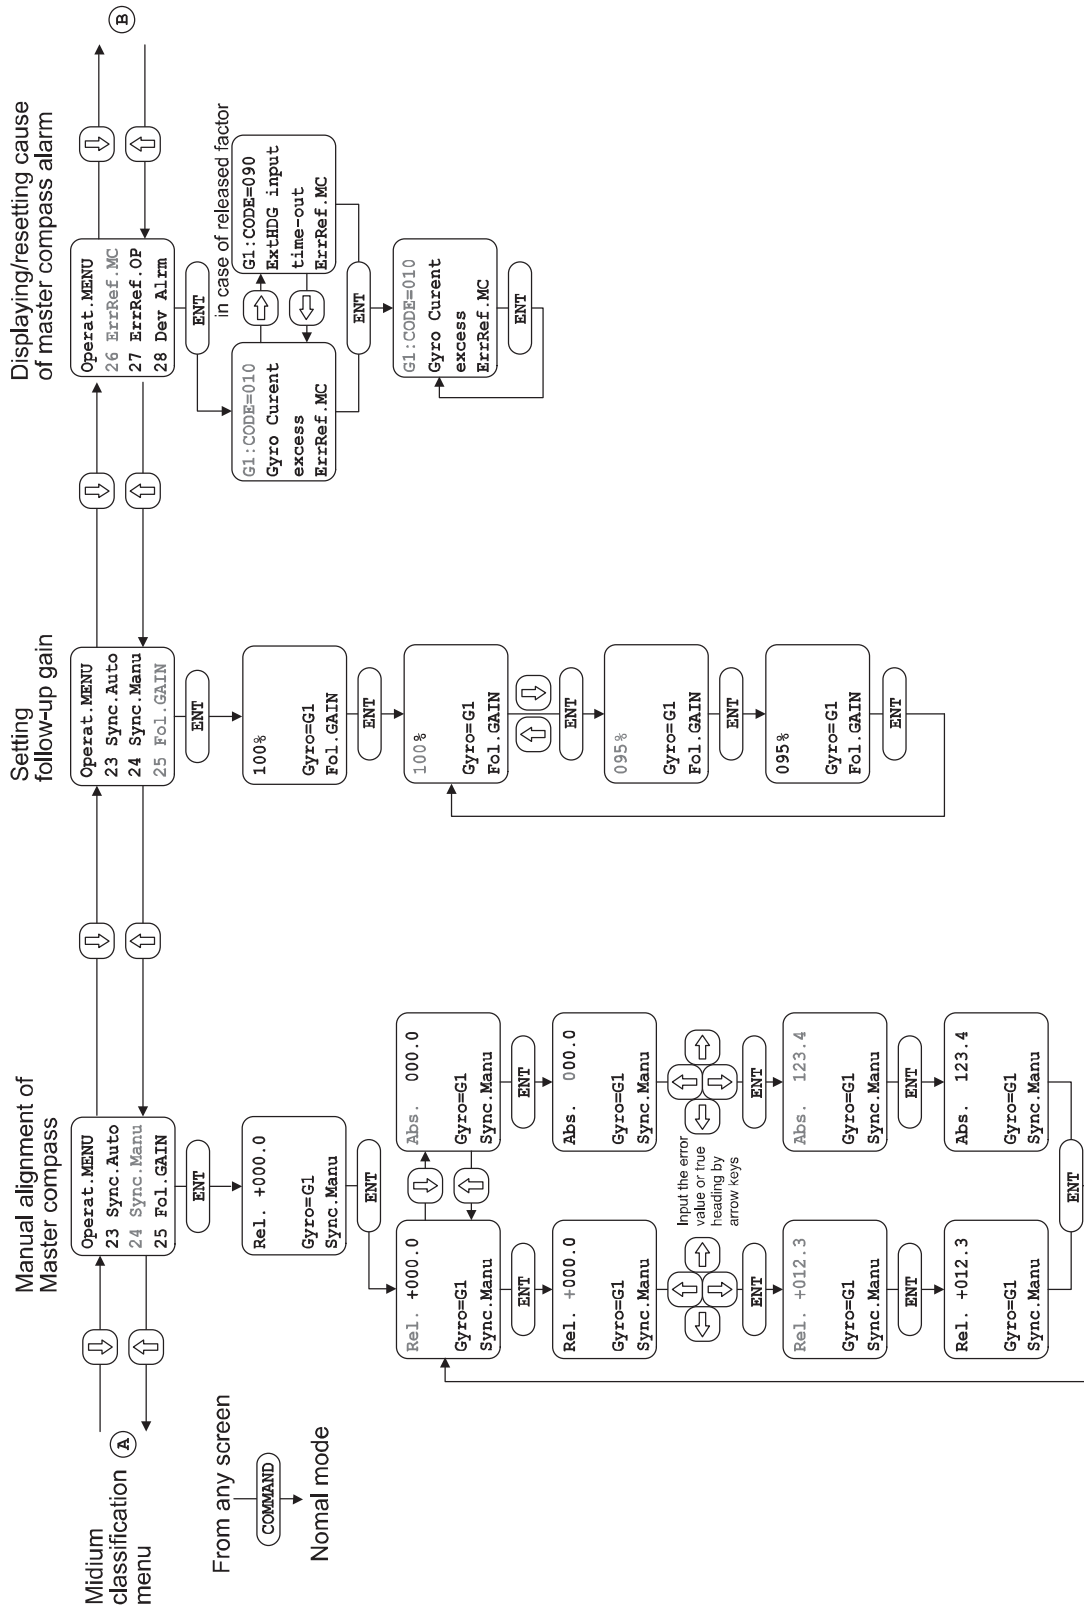 Midium
classification
menu
A
From any screen
COMMAND
Nomal mode
Manual alignment of
Master compass
Operat.MENU
23 Sync.Auto
24 Sync.Manu
25 Fol.GAIN
ENT
Rel. +000.0
Gyro=G1
Sync.Manu
ENT
Rel. +000.0
Gyro=G1
Sync.Manu
ENT
Rel. +000.0
Gyro=G1
Sync.Manu
ENT
Rel. +012.3
Gyro=G1
Sync.Manu
ENT
Rel. +012.3
Gyro=G1
Sync.Manu
Input the error
value or true
heading by
arrow keys
Abs. 000.0
Gyro=G1
Sync.Manu
ENT
Abs. 000.0
Gyro=G1
Sync.Manu
ENT
Abs. 123.4
Gyro=G1
Sync.Manu
ENT
Abs. 123.4
Gyro=G1
Sync.Manu
ENT
Setting
follow-up gain
Operat.MENU
23 Sync.Auto
24 Sync.Manu
25 Fol.GAIN
ENT
100%
Gyro=G1
Fol.GAIN
ENT
100%
Gyro=G1
Fol.GAIN
ENT
095%
Gyro=G1
Fol.GAIN
ENT
095%
Gyro=G1
Fol.GAIN
ENT
Displaying/resetting cause
of master compass alarm
Operat.MENU
26 ErrRef.MC
27 ErrRef.OP
28 Dev Alrm
B
ENT
in case of released factor
G1:CODE=010
Gyro Curent
excess
ErrRef.MC
G1:CODE=090
ExtHDG input
time-out
ErrRef.MC
ENT
G1:CODE=010
Gyro Curent
excess
ErrRef.MC
ENT